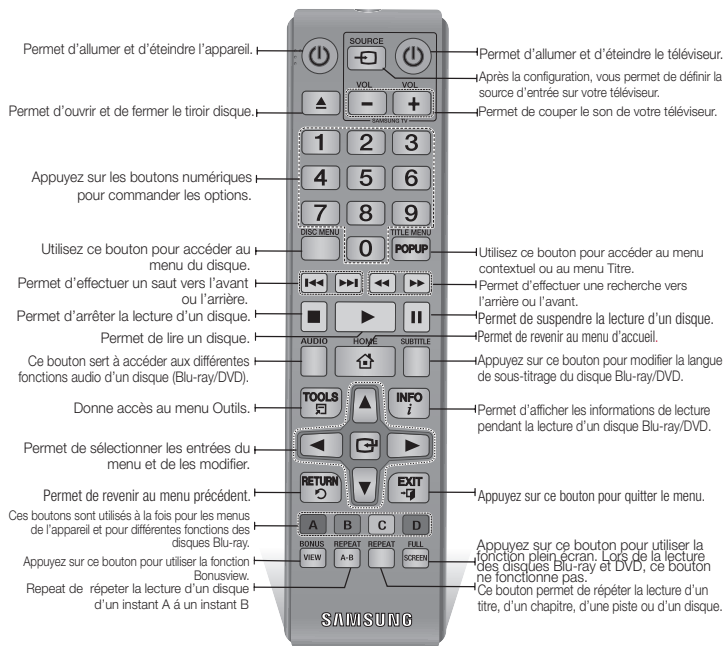 Permet d'allumer et d'éteindre l'appareil.
SOURCE
Permet d'allumer et d'éteindre le téléviseur.
Après la configuration, vous permet de définir la
source d'entrée sur votre téléviseur.
VOL
VOL
Permet d'ouvrir et de fermer le tiroir disque.
Permet de couper le son de votre téléviseur.
SAMSUNG TV
1 2 3
Appuyez sur les boutons numériques
pour commander les options.
4 5 6
7 8 9
DISC MENU
TITLE MENU
0
POPUP
Utilisez ce bouton pour accéder au
menu du disque.
Utilisez ce bouton pour accéder au menu
contextuel ou au menu Titre.
Permet d'effectuer un saut vers l'avant
ou l'arrière.
Permet d'effectuer une recherche vers
l'arrière ou l'avant.
Permet d'arrêter la lecture d'un disque.
Permet de suspendre la lecture d'un disque.
Permet de lire un disque.
Permet de revenir au menu d'accueil.
AUDIO
HOME
SUBTITLE
Ce bouton sert à accéder aux différentes
fonctions audio d'un disque (Blu-ray/DVD).
Appuyez sur ce bouton pour modifier la langue
de sous-titrage du disque Blu-ray/DVD.
TOOLS
INFO
i
Donne accès au menu Outils.
Permet d'afficher les informations de lecture
pendant la lecture d'un disque Blu-ray/DVD.
Permet de sélectionner les entrées du
menu et de les modifier.
RETURN
EXIT
Permet de revenir au menu précédent.
Appuyez sur ce bouton pour quitter le menu.
Ces boutons sont utilisés à la fois pour les menus
de l'appareil et pour différentes fonctions des
disques Blu-ray.
A B C D
BONUS
REPEAT
REPEAT
FULL
VIEW
A-B
SCREEN
Appuyez sur ce bouton pour utiliser la fonction
Bonusview.
Appuyez sur ce bouton pour utiliser la
fonction plein écran. Lors de la lecture
des disques Blu-ray et DVD, ce bouton
ne fonctionne pas.
Repeat de répeter la lecture d'un disque
d'un instant A á un instant B
Ce bouton permet de répéter la lecture d'un
titre, d'un chapitre, d'une piste ou d'un disque.
SAMSUNG